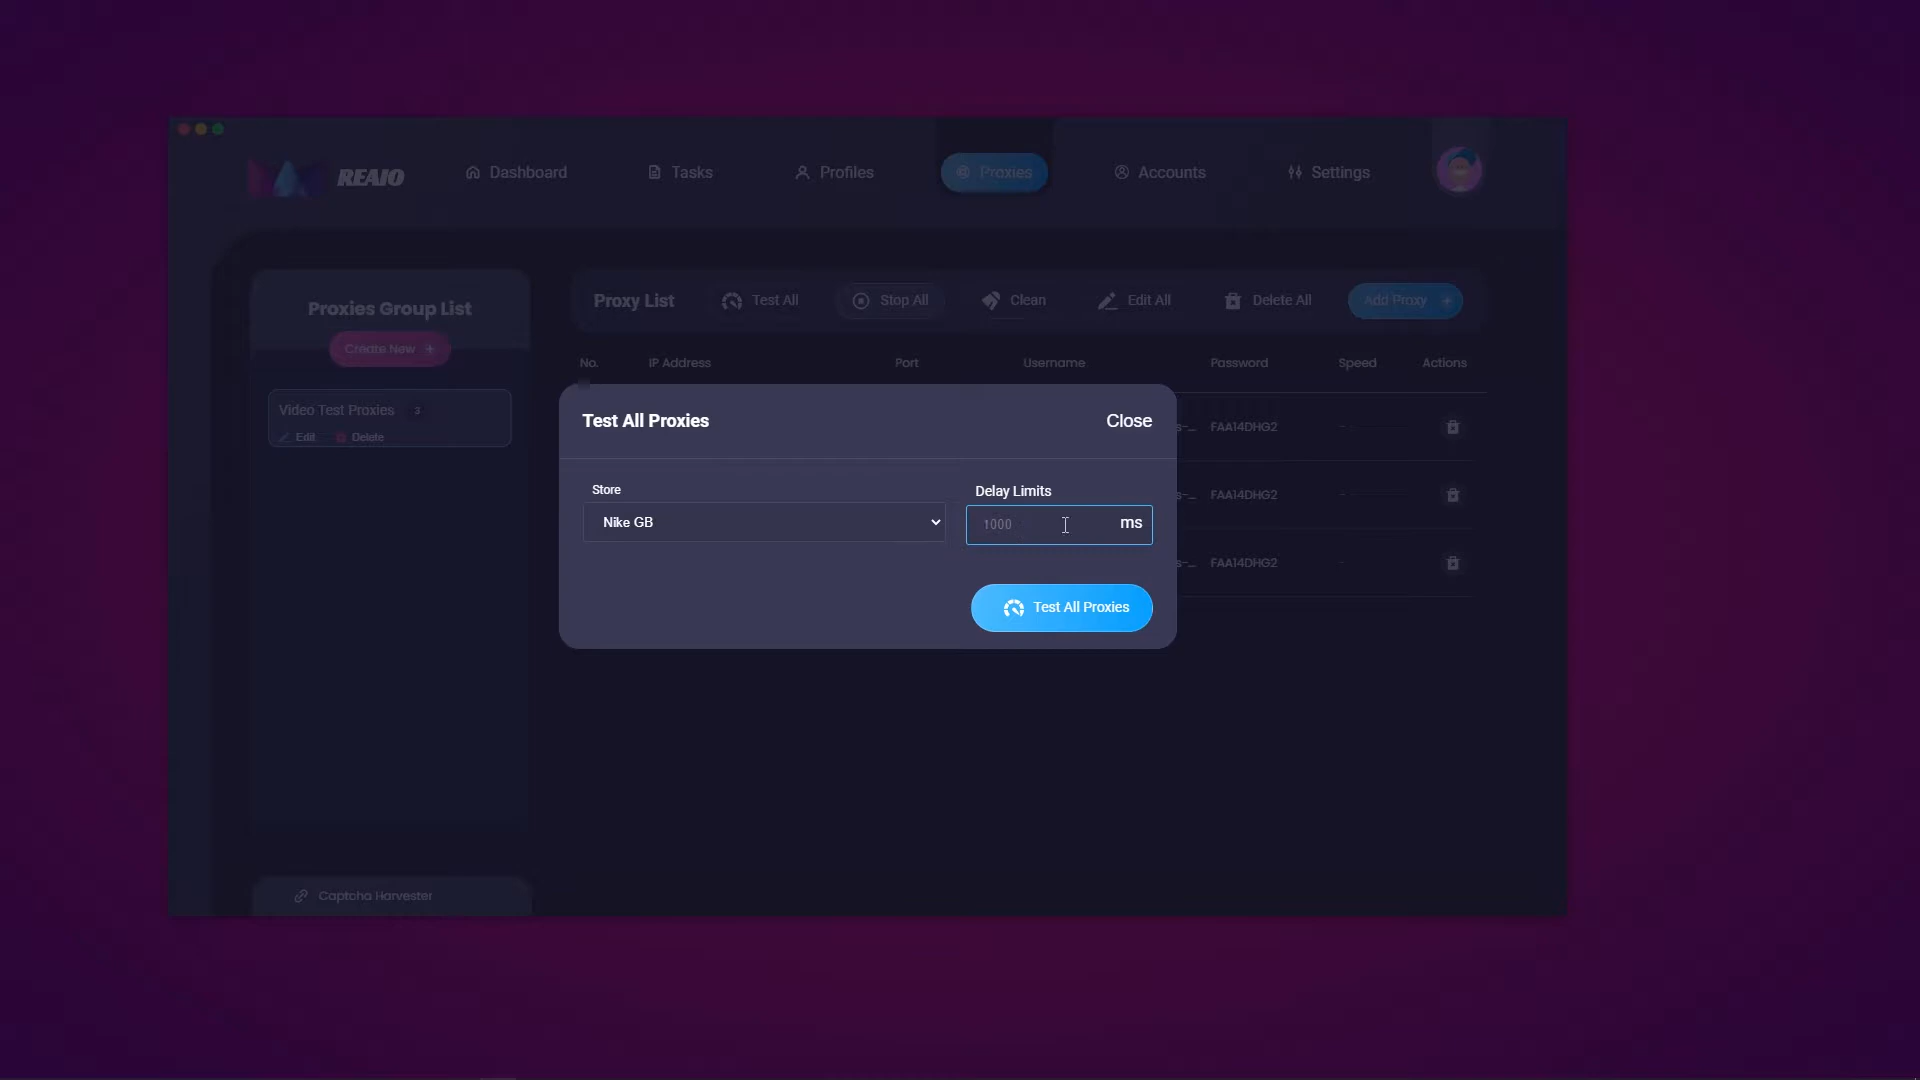 REAIO
Dashboard
Tasks
Profiles
Proxies
Accounts
Settings
Proxies Group List
Create New +
Video Test Proxies 3
Edit Delete
Captcha Harvester
Proxy List
Test All
Stop All
Clean
Edit All
Delete All
Add Proxy +
No. IP Address Port Username Password Speed Actions
s-... FAA14DHG2 --
s-... FAA14DHG2 --
s-... FAA14DHG2 -
Test All Proxies
Close
Store
Nike GB
Delay Limits
1000 ms
Test All Proxies